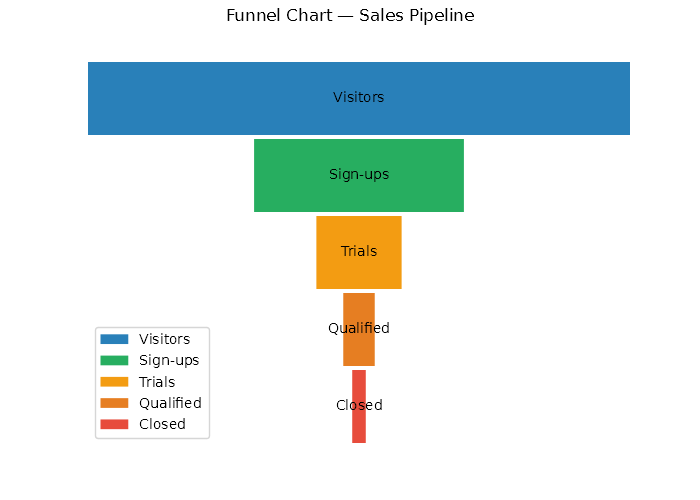 Funnel Chart — Sales Pipeline
Visitors
Sign-ups
Trials
Qualified
Closed
Visitors
Sign-ups
Trials
Qualified
Closed